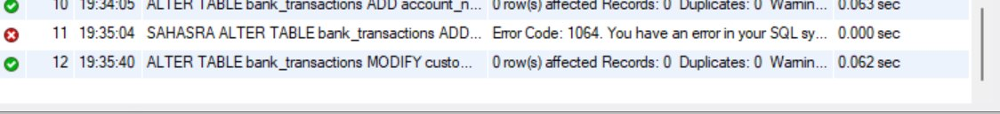 10 19:34:05 ALTER TABLE bank_transactions ADD account_n... 0 row(s) affected Records: 0 Duplicates: 0 Warnin... 0.063 sec
11 19:35:04 SAHASRA ALTER TABLE bank_transactions ADD... Error Code: 1064. You have an error in your SQL sy... 0.000 sec
12 19:35:40 ALTER TABLE bank_transactions MODIFY custo... 0 row(s) affected Records: 0 Duplicates: 0 Warnin... 0.062 sec